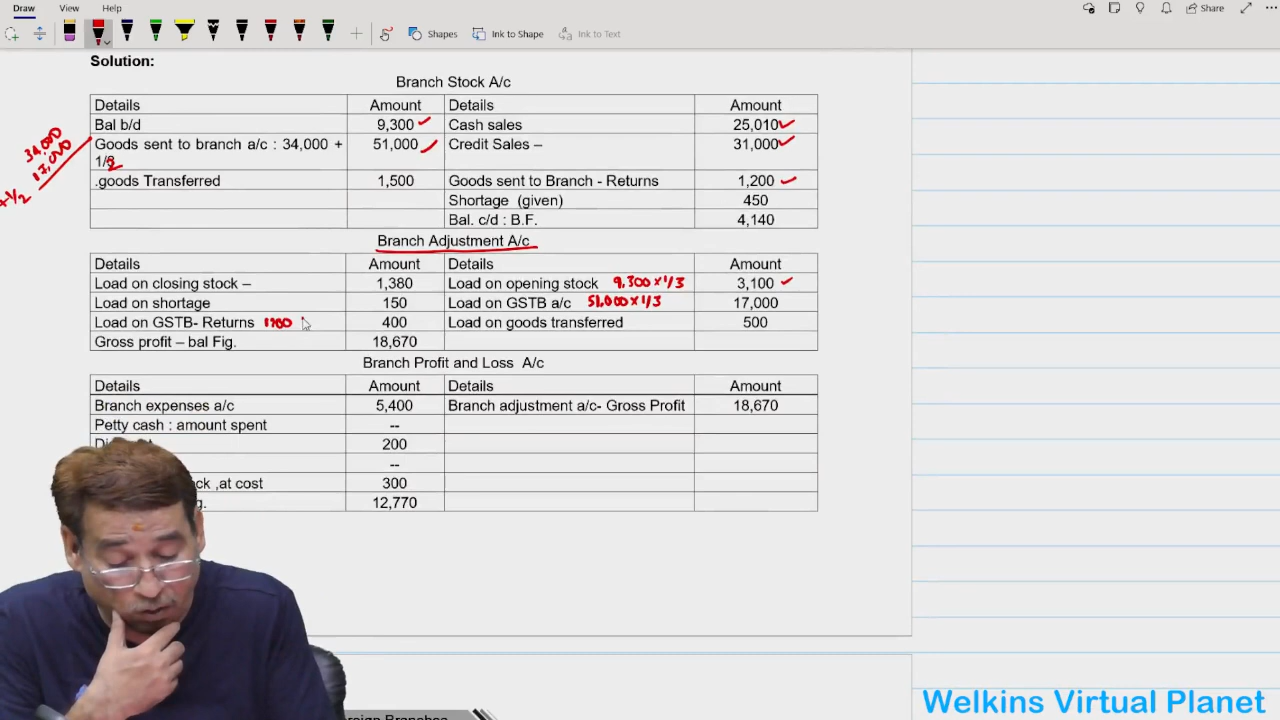 Draw View Help Share
Shapes Ink to Shape Ink to Text
Solution:
Branch Stock A/c
Details Amount Details Amount
Bal b/d 9,300 Cash sales 25,010
34,000
17,000
+1/2
Goods sent to branch a/c : 34,000 + 51,000 Credit Sales – 31,000
1/2
.goods Transferred 1,500 Goods sent to Branch - Returns 1,200
Shortage (given) 450
Bal. c/d : B.F. 4,140
Branch Adjustment A/c
Details Amount Details Amount
Load on closing stock – 1,380 Load on opening stock 9,300 x 1/3 3,100
Load on shortage 150 Load on GSTB a/c 51,000 x 1/3 17,000
Load on GSTB- Returns 400 Load on goods transferred 500
Gross profit – bal Fig. 18,670
Branch Profit and Loss A/c
Details Amount Details Amount
Branch expenses a/c 5,400 Branch adjustment a/c- Gross Profit 18,670
Petty cash : amount spent --
200
--
,at cost 300
12,770
Branches
Welkins Virtual Planet